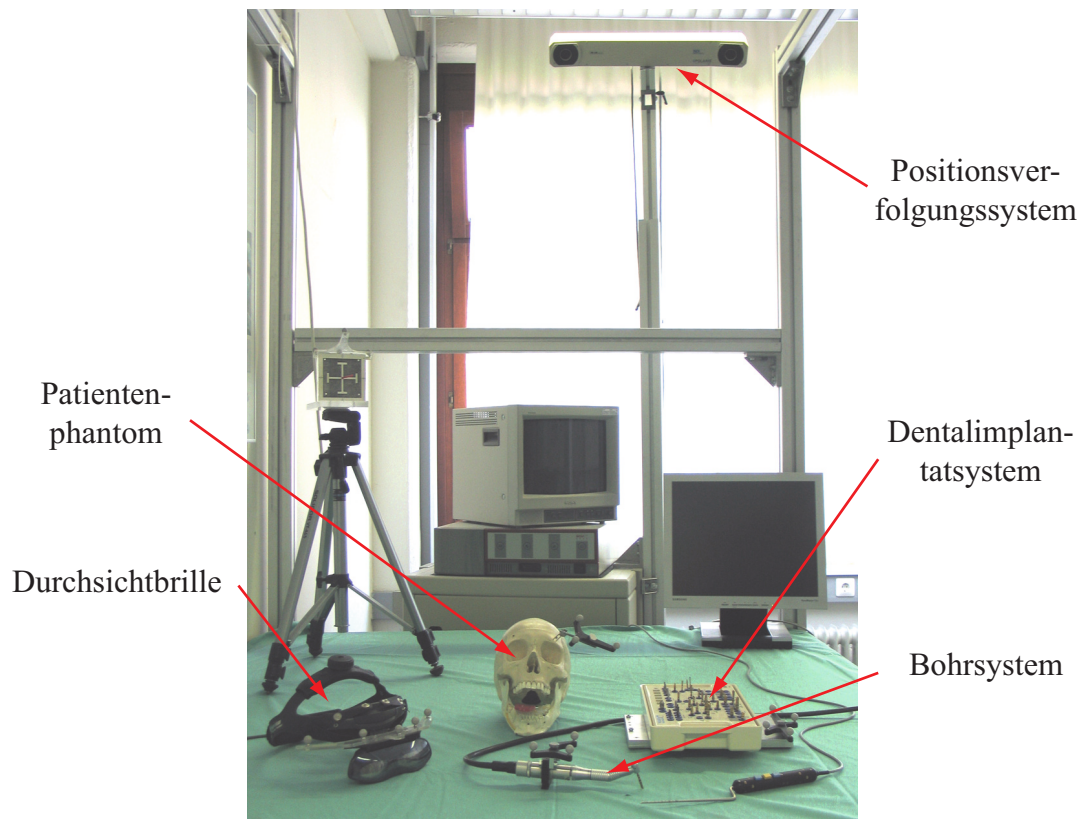 Positionsver-
folgungssystem
Patienten-
phantom
Dentalimplan-
tatsystem
Durchsichtbrille
Bohrsystem